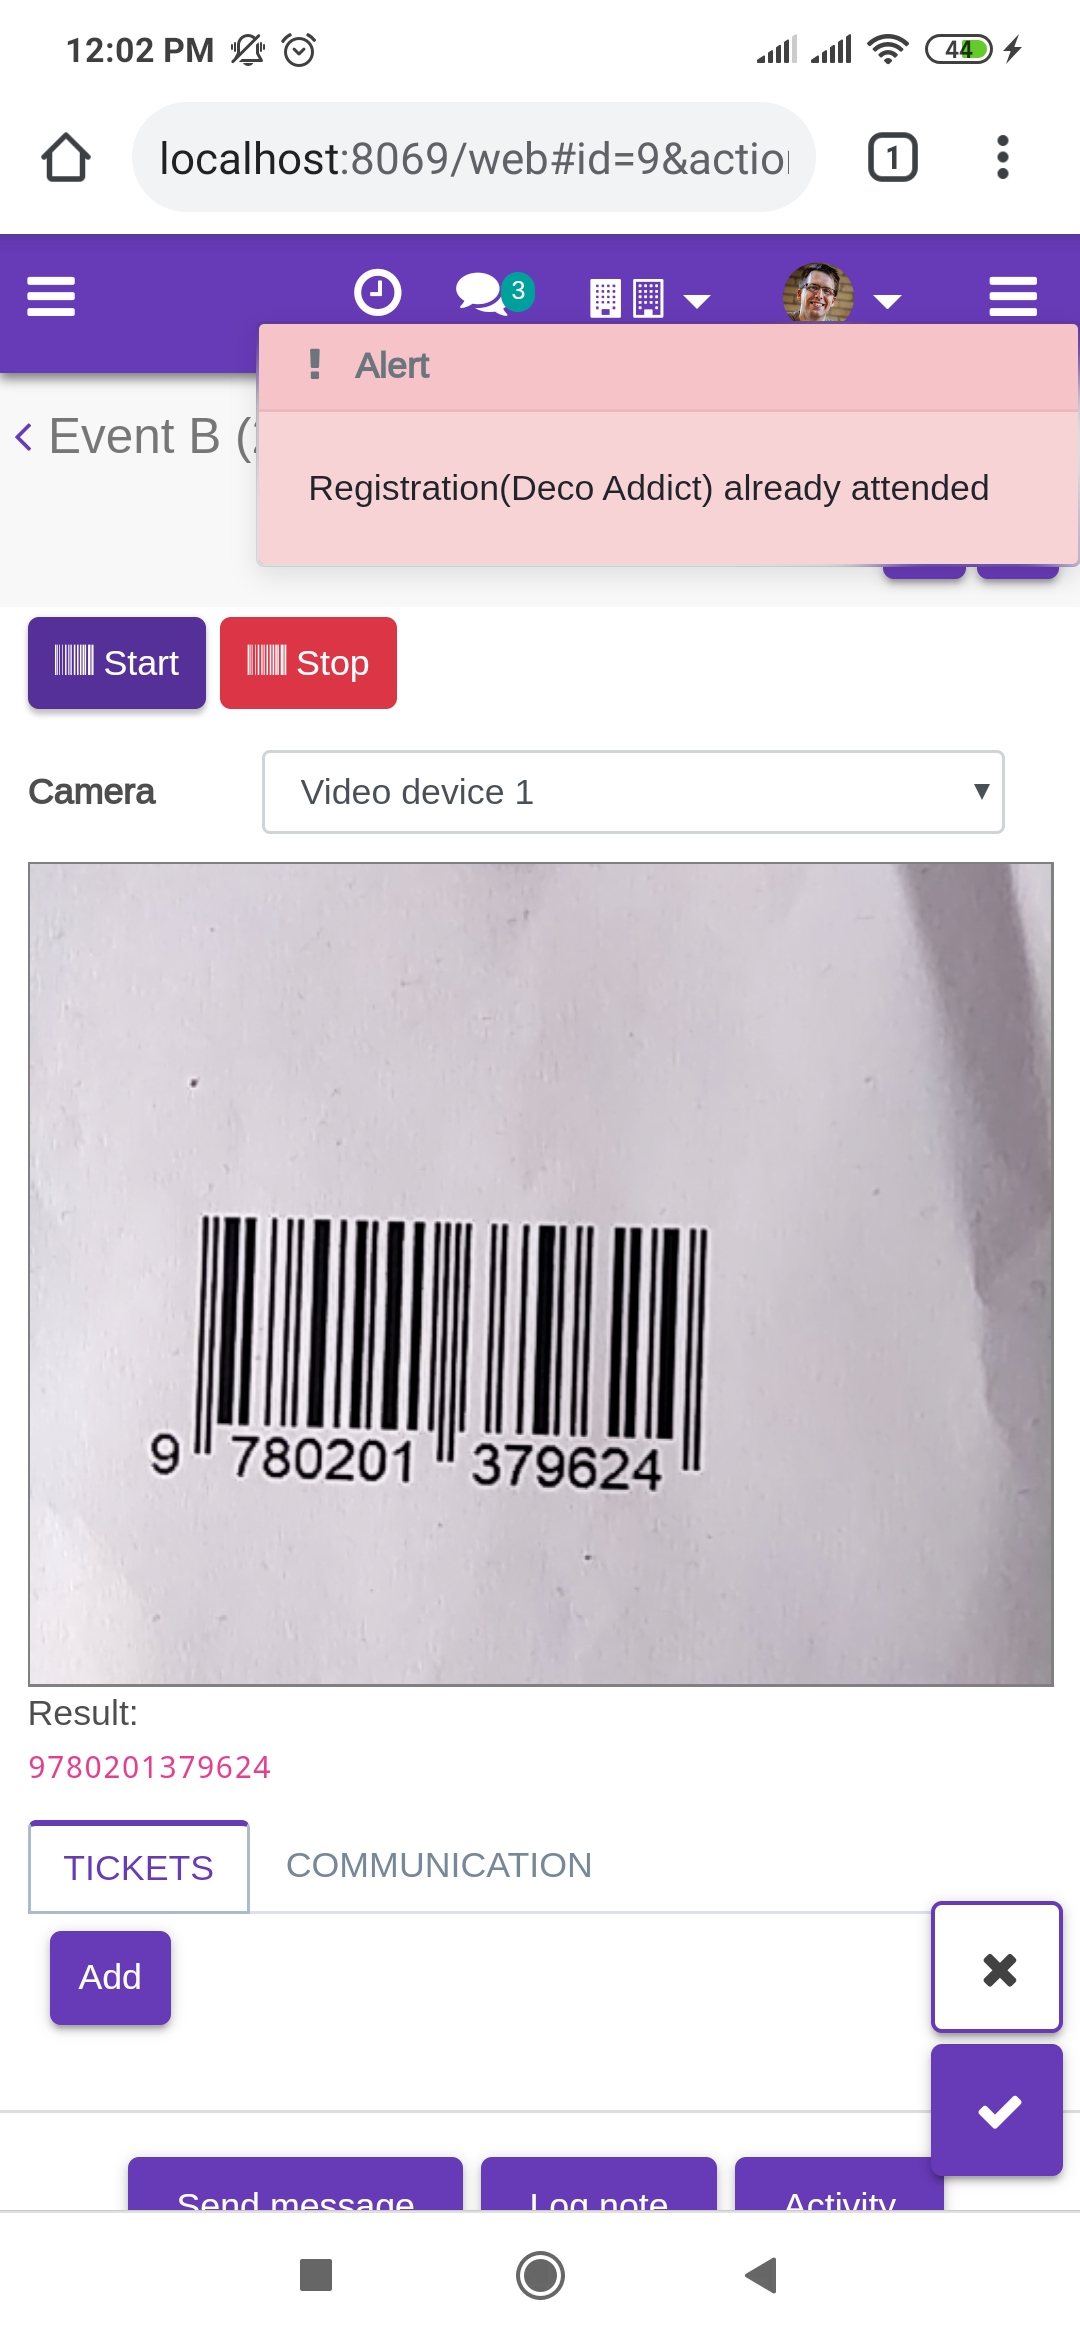 12:02 PM
44
localhost:8069/web#id=9&actio
1
3
Alert
Event B (
Registration(Deco Addict) already attended
Start
Stop
Camera
Video device 1
9 780201 379624
Result:
9780201379624
TICKETS
COMMUNICATION
Add
Send message
Log note
Activity